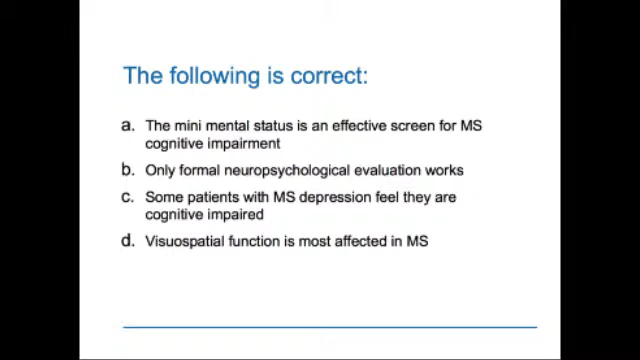 The following is correct:
a. The mini mental status is an effective screen for MS
cognitive impairment
b. Only formal neuropsychological evaluation works
c. Some patients with MS depression feel they are
cognitive impaired
d. Visuospatial function is most affected in MS